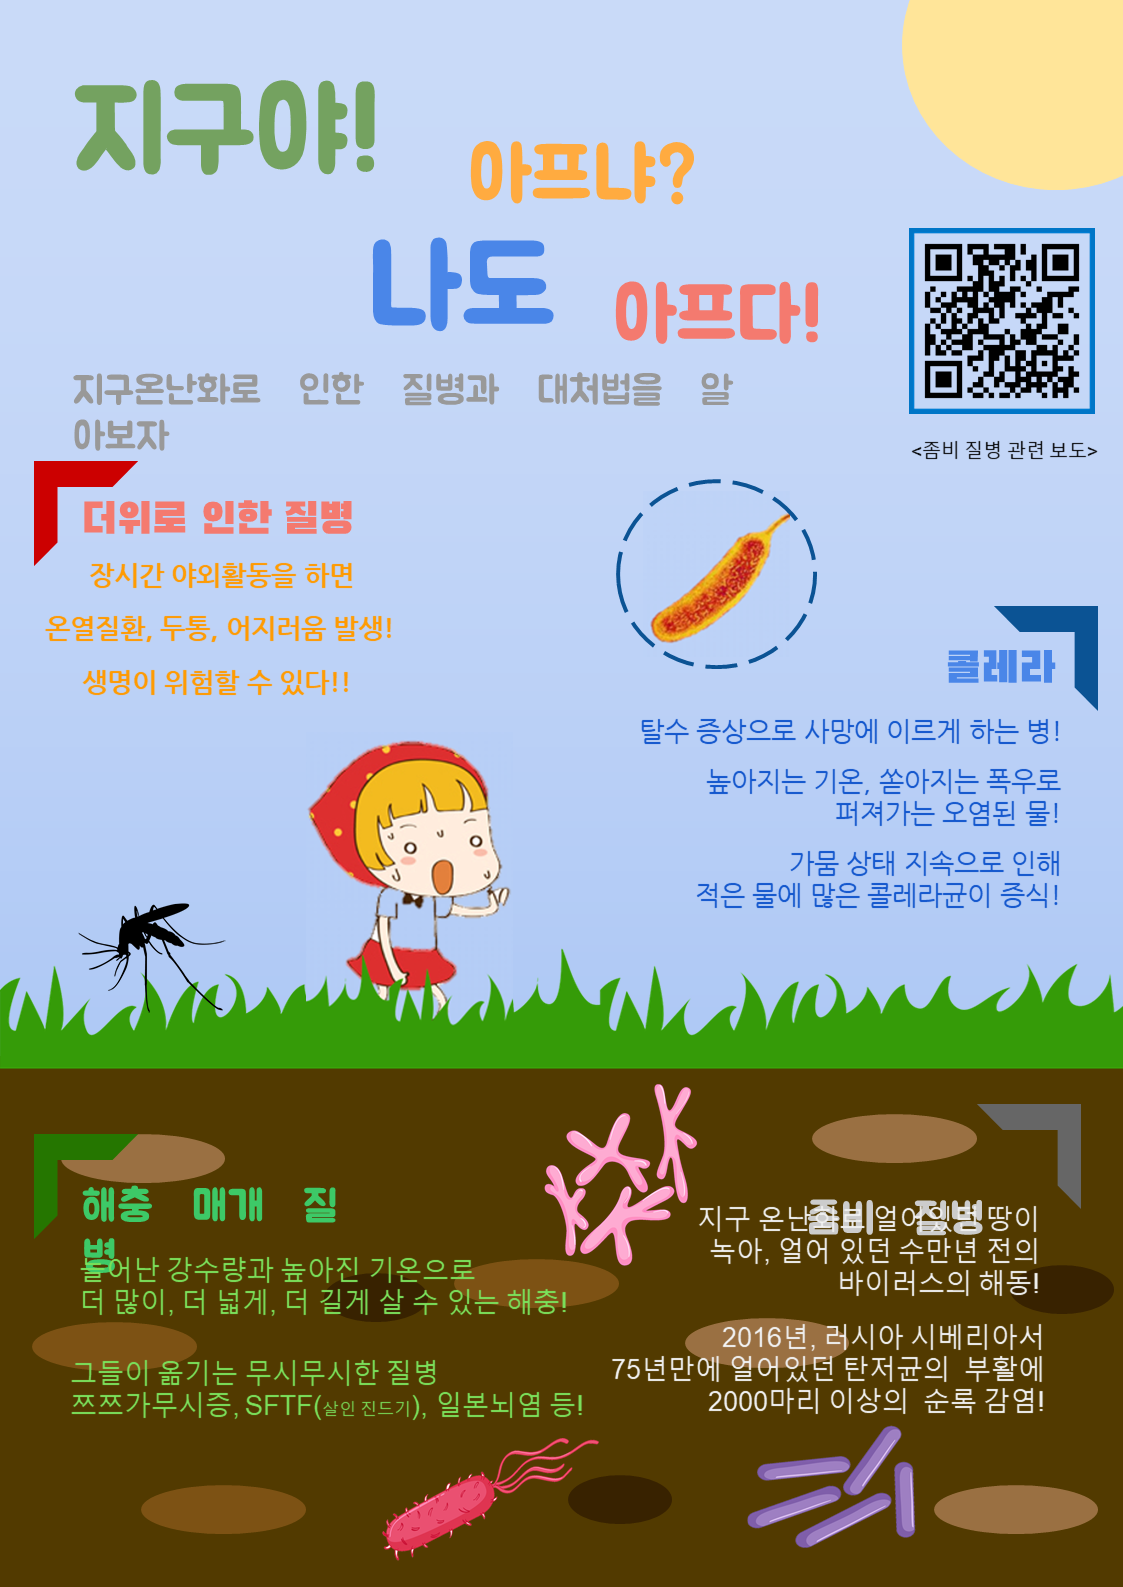 지구야!
아프냐?
나도
아프다!
지구온난화로 인한 질병과 대처법을 알
아보자
<좀비 질병 관련 보도>
더위로 인한 질병
장시간 야외활동을 하면
온열질환, 두통, 어지러움 발생!
생명이 위험할 수 있다!!
콜레라
탈수 증상으로 사망에 이르게 하는 병!
높아지는 기온, 쏟아지는 폭우로
퍼져가는 오염된 물!
가뭄 상태 지속으로 인해
적은 물에 많은 콜레라균이 증식!
해충 매개 질
병
늘어난 강수량과 높아진 기온으로
더 많이, 더 넓게, 더 길게 살 수 있는 해충!
그들이 옮기는 무시무시한 질병
쯔쯔가무시증, SFTF(살인 진드기), 일본뇌염 등!
좀비 질병
지구 온난화로 얼어있던 땅이
녹아, 얼어 있던 수만년 전의
바이러스의 해동!
2016년, 러시아 시베리아서
75년만에 얼어있던 탄저균의 부활에
2000마리 이상의 순록 감염!